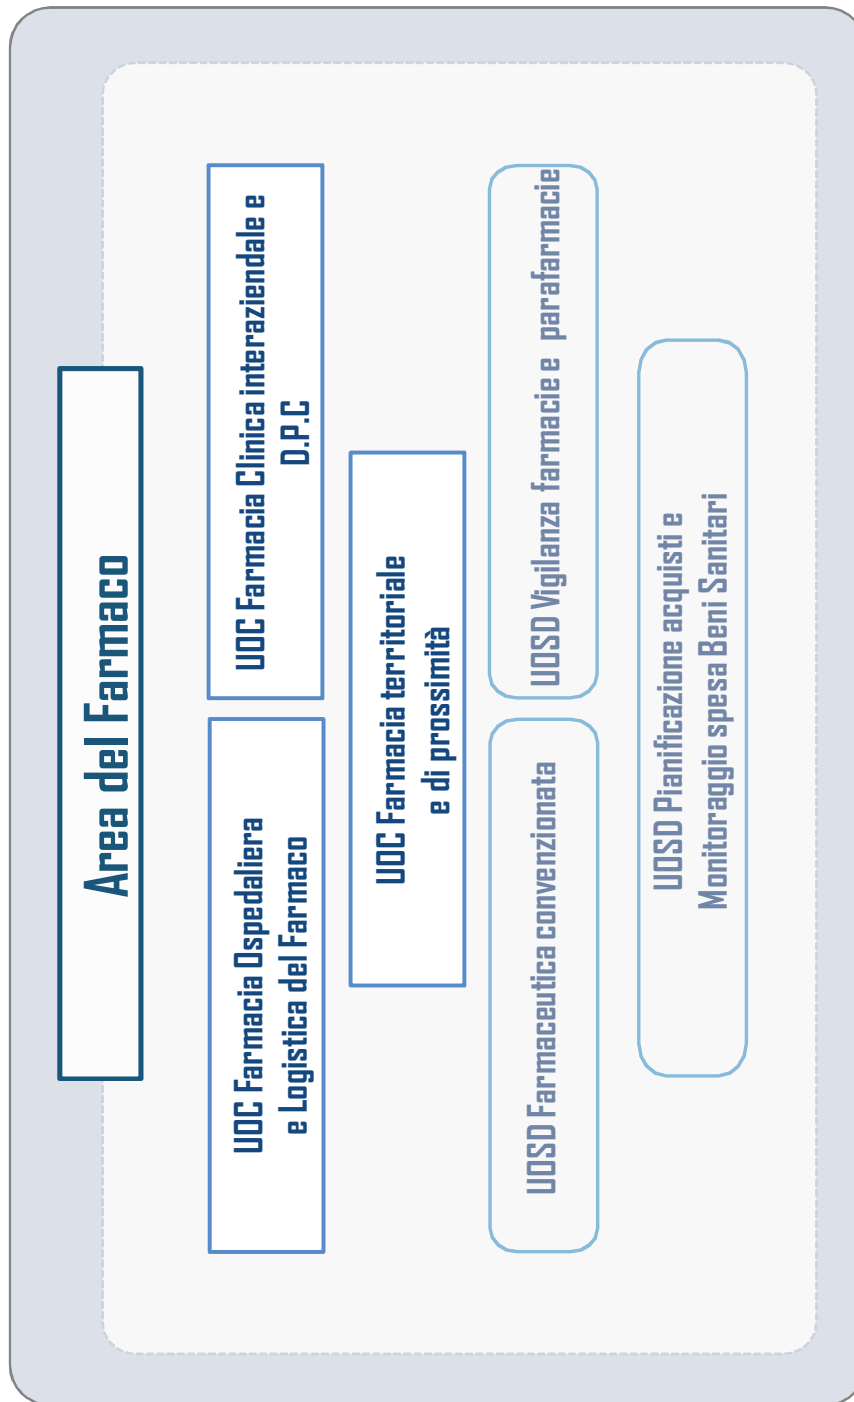 Area del Farmaco
UOC Farmacia Ospedaliera
e Logistica del Farmaco
UOC Farmacia Clinica interaziendale e
D.P.C
UOC Farmacia territoriale
e di prossimità
UOSD Farmaceutica convenzionata
UOSD Vigilanza farmacie e parafarmacie
UOSD Pianificazione acquisti e
Monitoraggio spesa Beni Sanitari